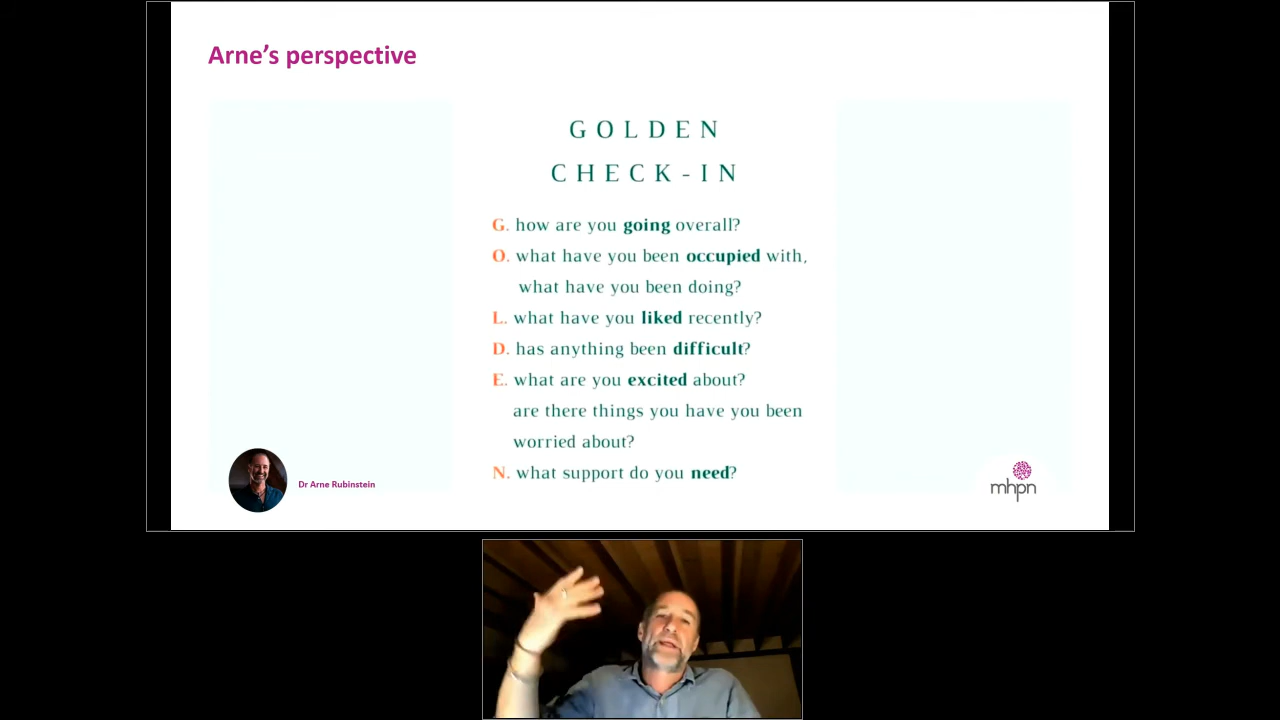 Arne’s perspective
GOLDEN
CHECK-IN
G. how are you going overall?
O. what have you been occupied with,
what have you been doing?
L. what have you liked recently?
D. has anything been difficult?
E. what are you excited about?
are there things you have you been
worried about?
N. what support do you need?
Dr Arne Rubinstein
mhpn